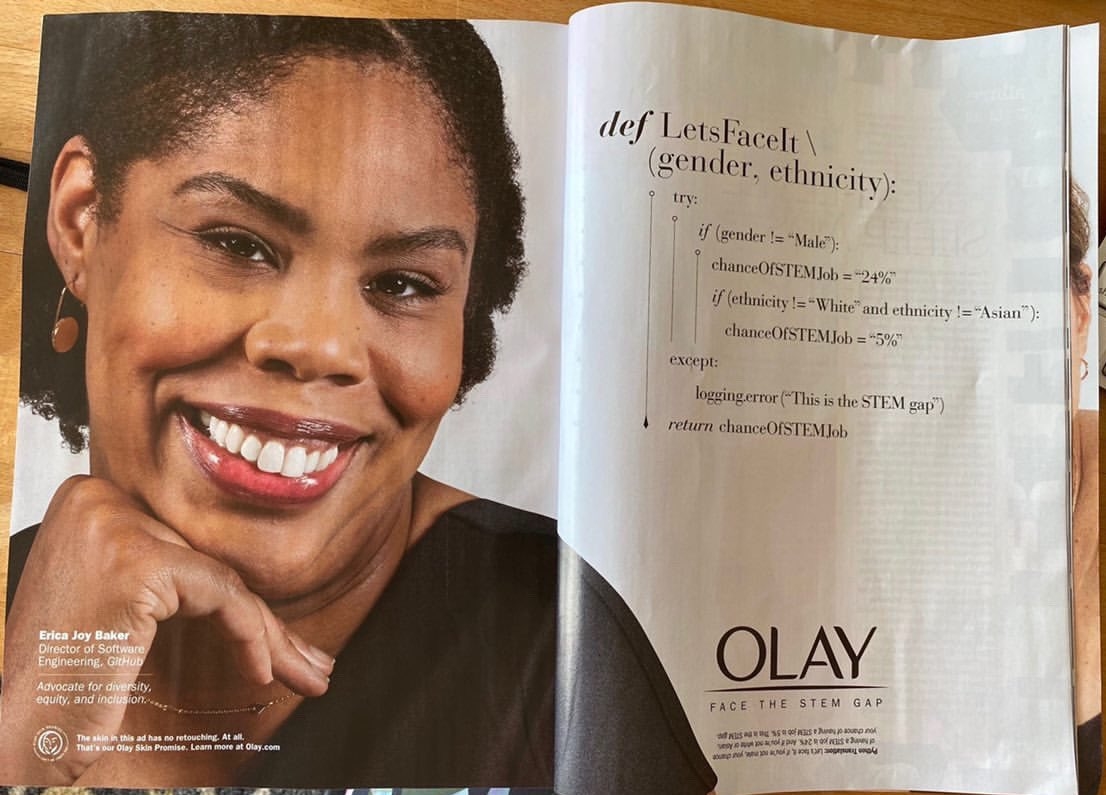 Erica Joy Baker
Director of Software
Engineering, GitHub
Advocate for diversity,
equity, and inclusion.
The skin in this ad has no retouching. At all.
That's our Olay Skin Promise. Learn more at Olay.com
def LetsFaceIt \
(gender, ethnicity):
try:
if (gender != “Male”):
chanceOfSTEMJob = “24%”
if (ethnicity != “White” and ethnicity != “Asian”):
chanceOfSTEMJob = “5%”
except:
logging.error (“This is the STEM gap”)
return chanceOfSTEMJob
OLAY
FACE THE STEM GAP
Python Translation: Let's face it, if you're not male, your chance
of having a STEM job is 24%. And if you're not white or Asian,
your chance of having a STEM job is 5%. This is the STEM gap.